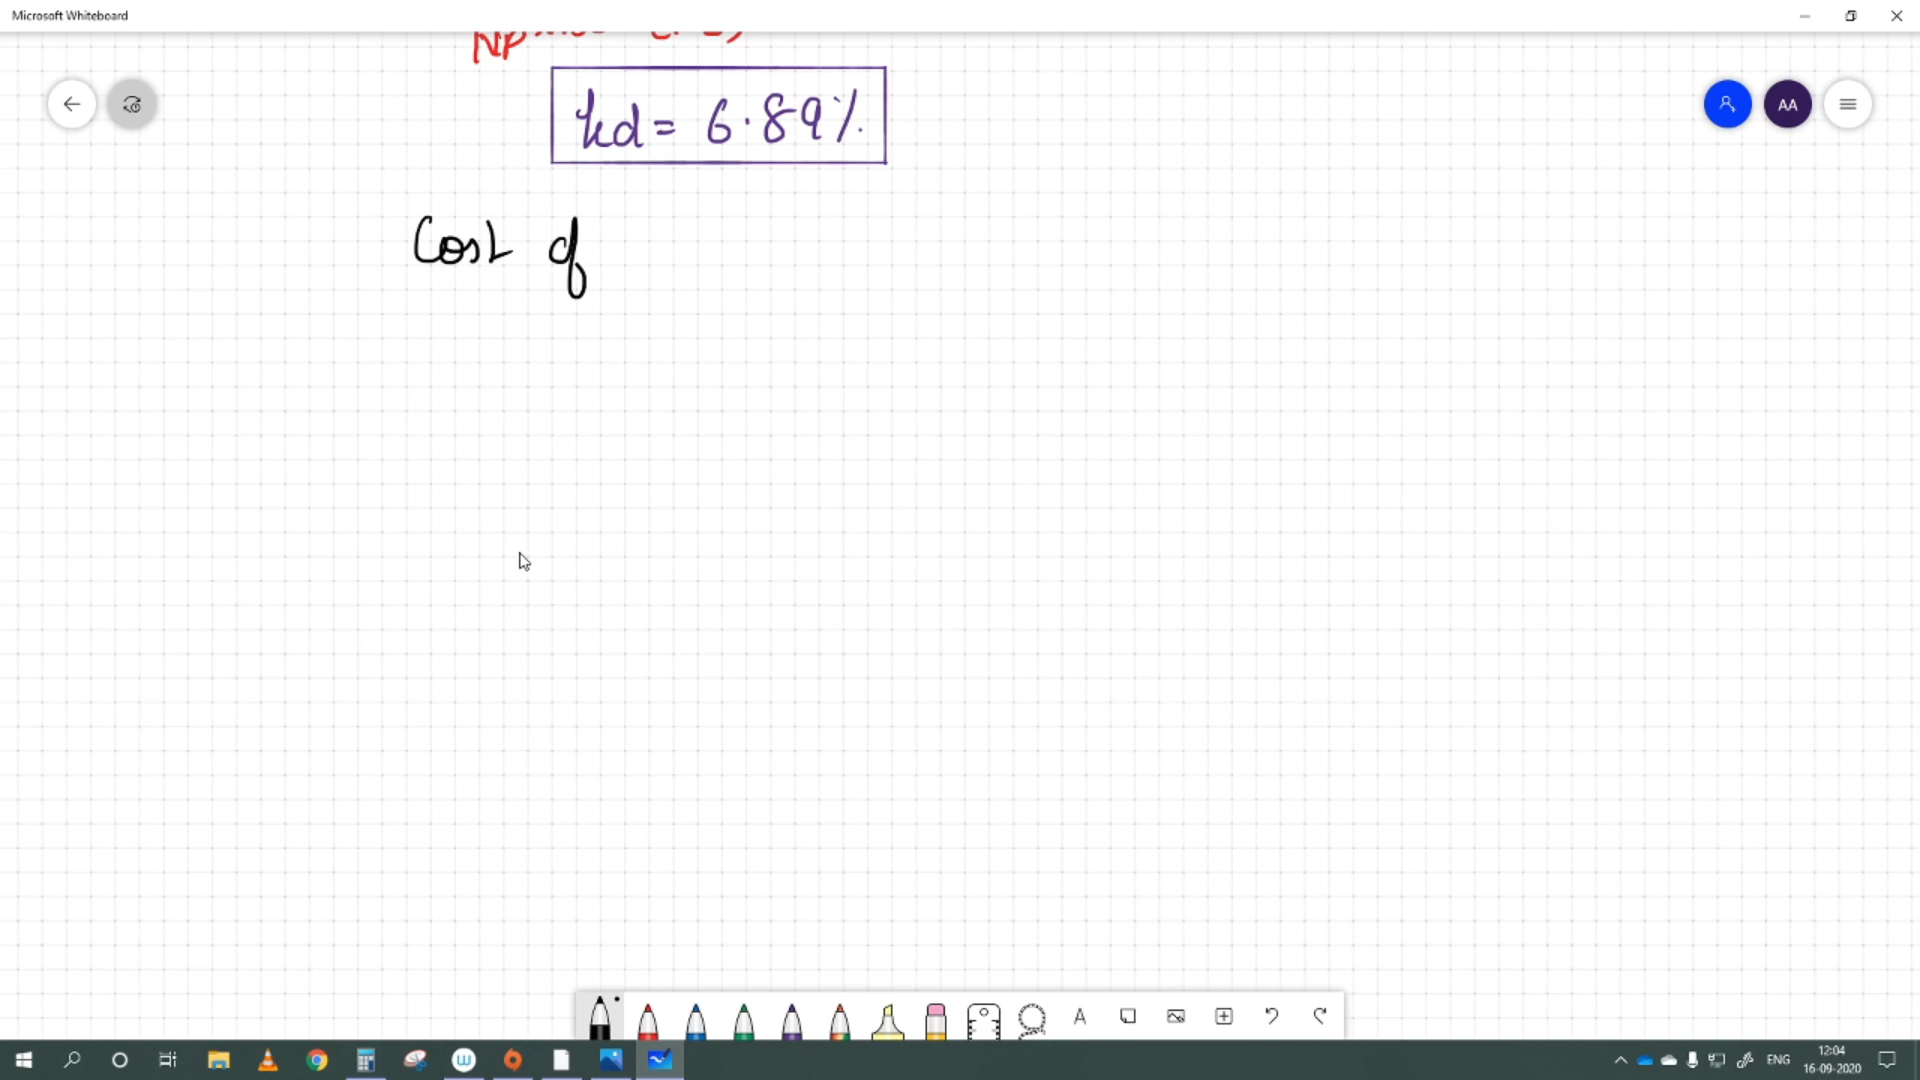 Microsoft Whiteboard
kd = 6.89%.
AA
Cost of
A
ENG
12:04
16-09-2020